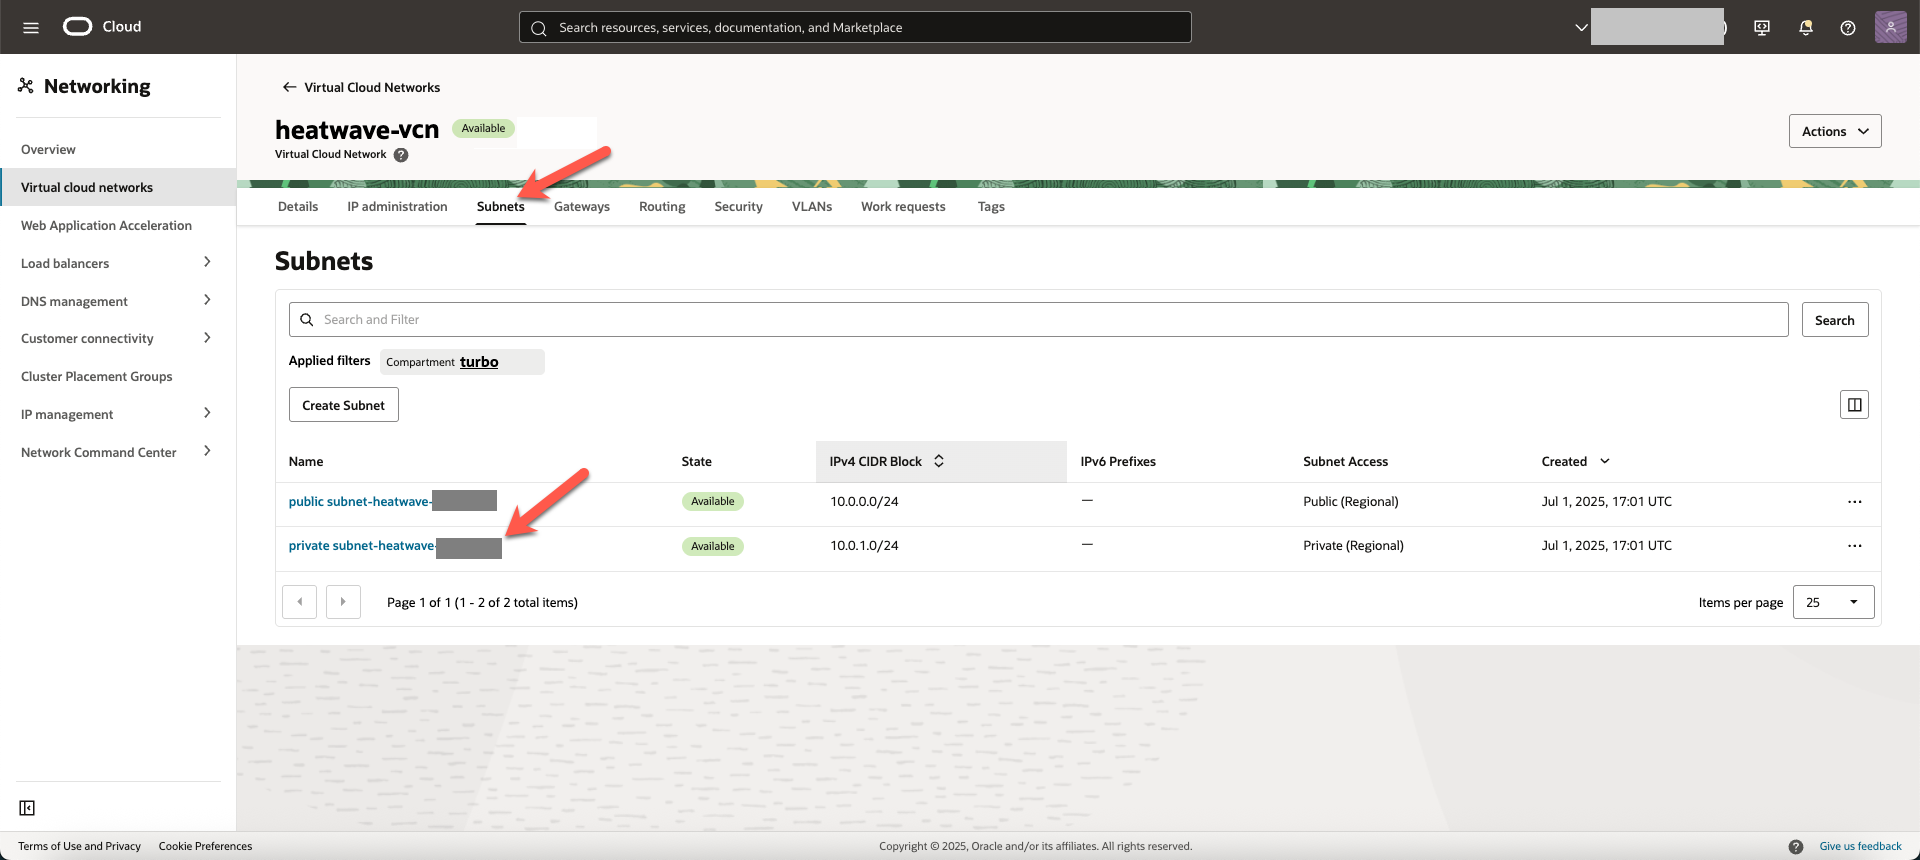 Cloud
Search resources, services, documentation, and Marketplace
Networking
Overview
Virtual cloud networks
Web Application Acceleration
Load balancers
DNS management
Customer connectivity
Cluster Placement Groups
IP management
Network Command Center
Virtual Cloud Networks
heatwave-vcn Available
Virtual Cloud Network ?
Actions
Details IP administration Subnets Gateways Routing Security VLANs Work requests Tags
Subnets
Search and Filter
Search
Applied filters Compartment turbo
Create Subnet
Name State IPv4 CIDR Block IPv6 Prefixes Subnet Access Created
public subnet-heatwave- Available 10.0.0.0/24 — Public (Regional) Jul 1, 2025, 17:01 UTC ...
private subnet-heatwave- Available 10.0.1.0/24 — Private (Regional) Jul 1, 2025, 17:01 UTC ...
Page 1 of 1 (1 - 2 of 2 total items) Items per page 25
Terms of Use and Privacy Cookie Preferences Copyright © 2025, Oracle and/or its affiliates. All rights reserved. ? Give us feedback